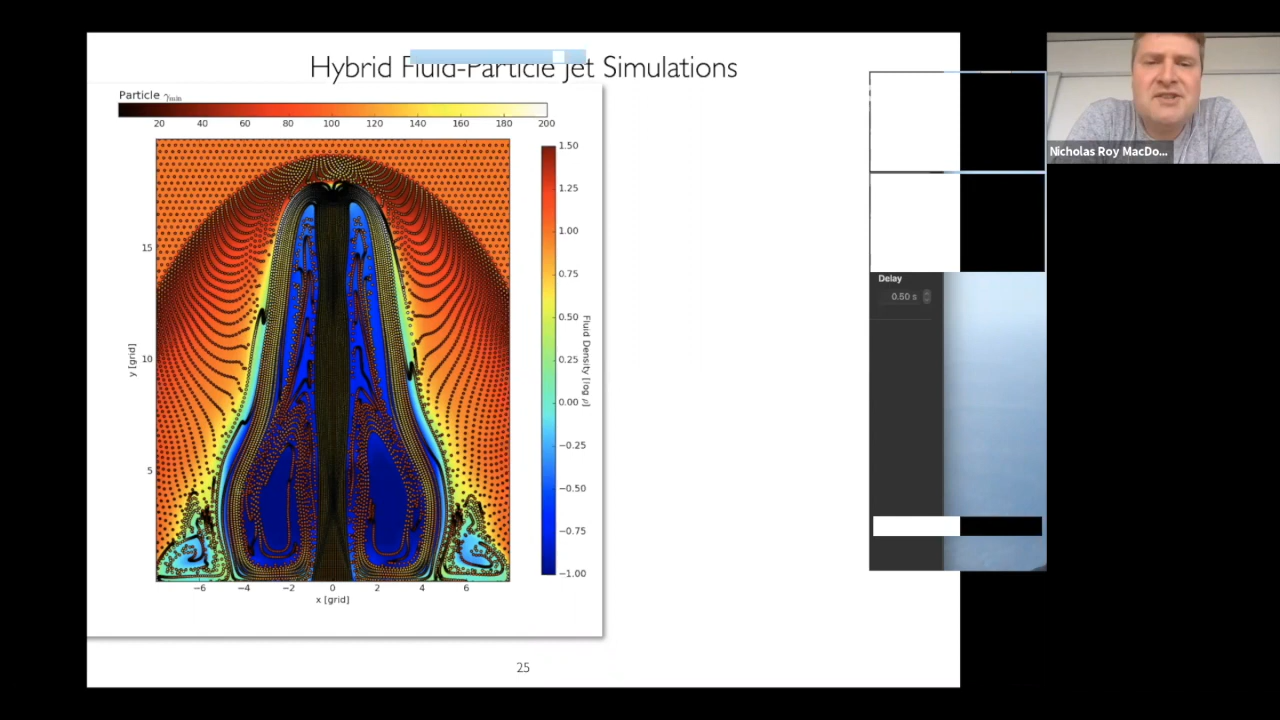 Hybrid Fluid-Particle Jet Simulations
Particle γmin
20 40 60 80 100 120 140 160 180 200
1.50
1.25
1.00
0.75
0.50
0.25
0.00
−0.25
−0.50
−0.75
−1.00
Fluid Density [log ρ]
15
10
5
y [grid]
−6 −4 −2 0 2 4 6
x [grid]
25
Delay
0.50 s
Nicholas Roy MacDo...